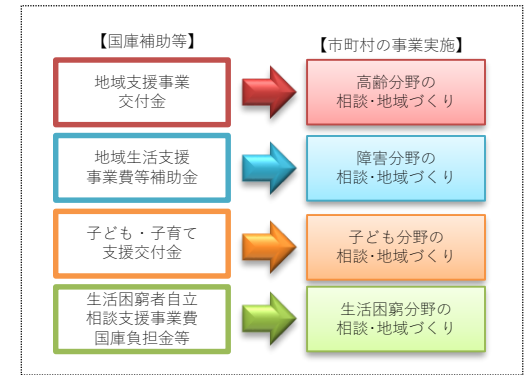 【国庫補助等】
【市町村の事業実施】
地域支援事業
交付金
高齢分野の
相談･地域づくり
地域生活支援
事業費等補助金
障害分野の
相談･地域づくり
子ども・子育て
支援交付金
子ども分野の
相談･地域づくり
生活困窮者自立
相談支援事業費
国庫負担金等
生活困窮分野の
相談･地域づくり